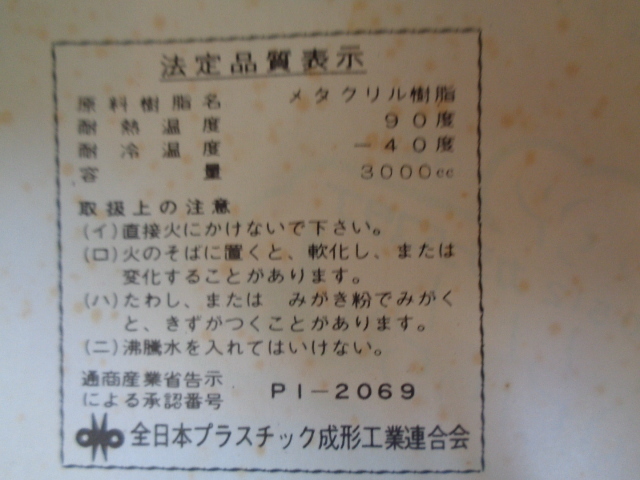 法定品質表示
原料樹脂名 メタクリル樹脂
耐熱温度 90度
耐冷温度 -40度
容量 3000cc
取扱上の注意
(イ)直接火にかけないで下さい。
(ロ)火のそばに置くと、軟化し、または
変化することがあります。
(ハ)たわし、または みがき粉でみがく
と、きずがつくことがあります。
(ニ)沸騰水を入れてはいけない。
通商産業省告示
による承認番号 PI-2069
全日本プラスチック成形工業連合会